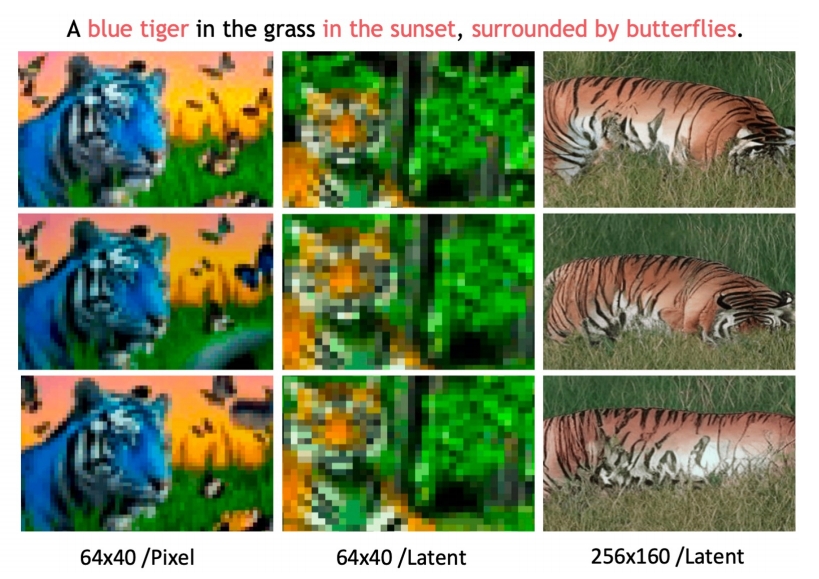 A blue tiger in the grass in the sunset, surrounded by butterflies.
64x40 /Pixel
64x40 /Latent
256x160 /Latent